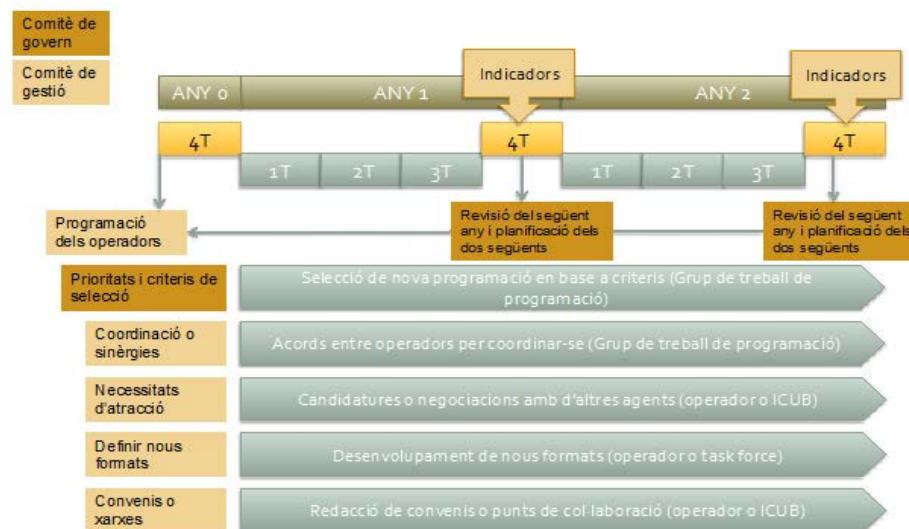 Comitè de
govern
Comitè de
gestió
Indicadors
Indicadors
ANY 0
ANY 1
ANY 2
4T
4T
4T
1T
2T
3T
1T
2T
3T
Programació
dels operadors
Revisió del següent
any i planificació dels
dos següents
Revisió del següent
any i planificació dels
dos següents
Prioritats i criteris de
selecció
Selecció de nova programació en base a criteris (Grup de treball de
programació)
Coordinació o
sinèrgies
Acords entre operadors per coordinar-se (Grup de treball de programació)
Necessitats
d'atracció
Candidatures o negociacions amb d'altres agents (operador o ICUB)
Definir nous
formats
Desenvolupament de nous formats (operador o task force)
Convenis o
xarxes
Redacció de convenis o punts de col·laboració (operador o ICUB)